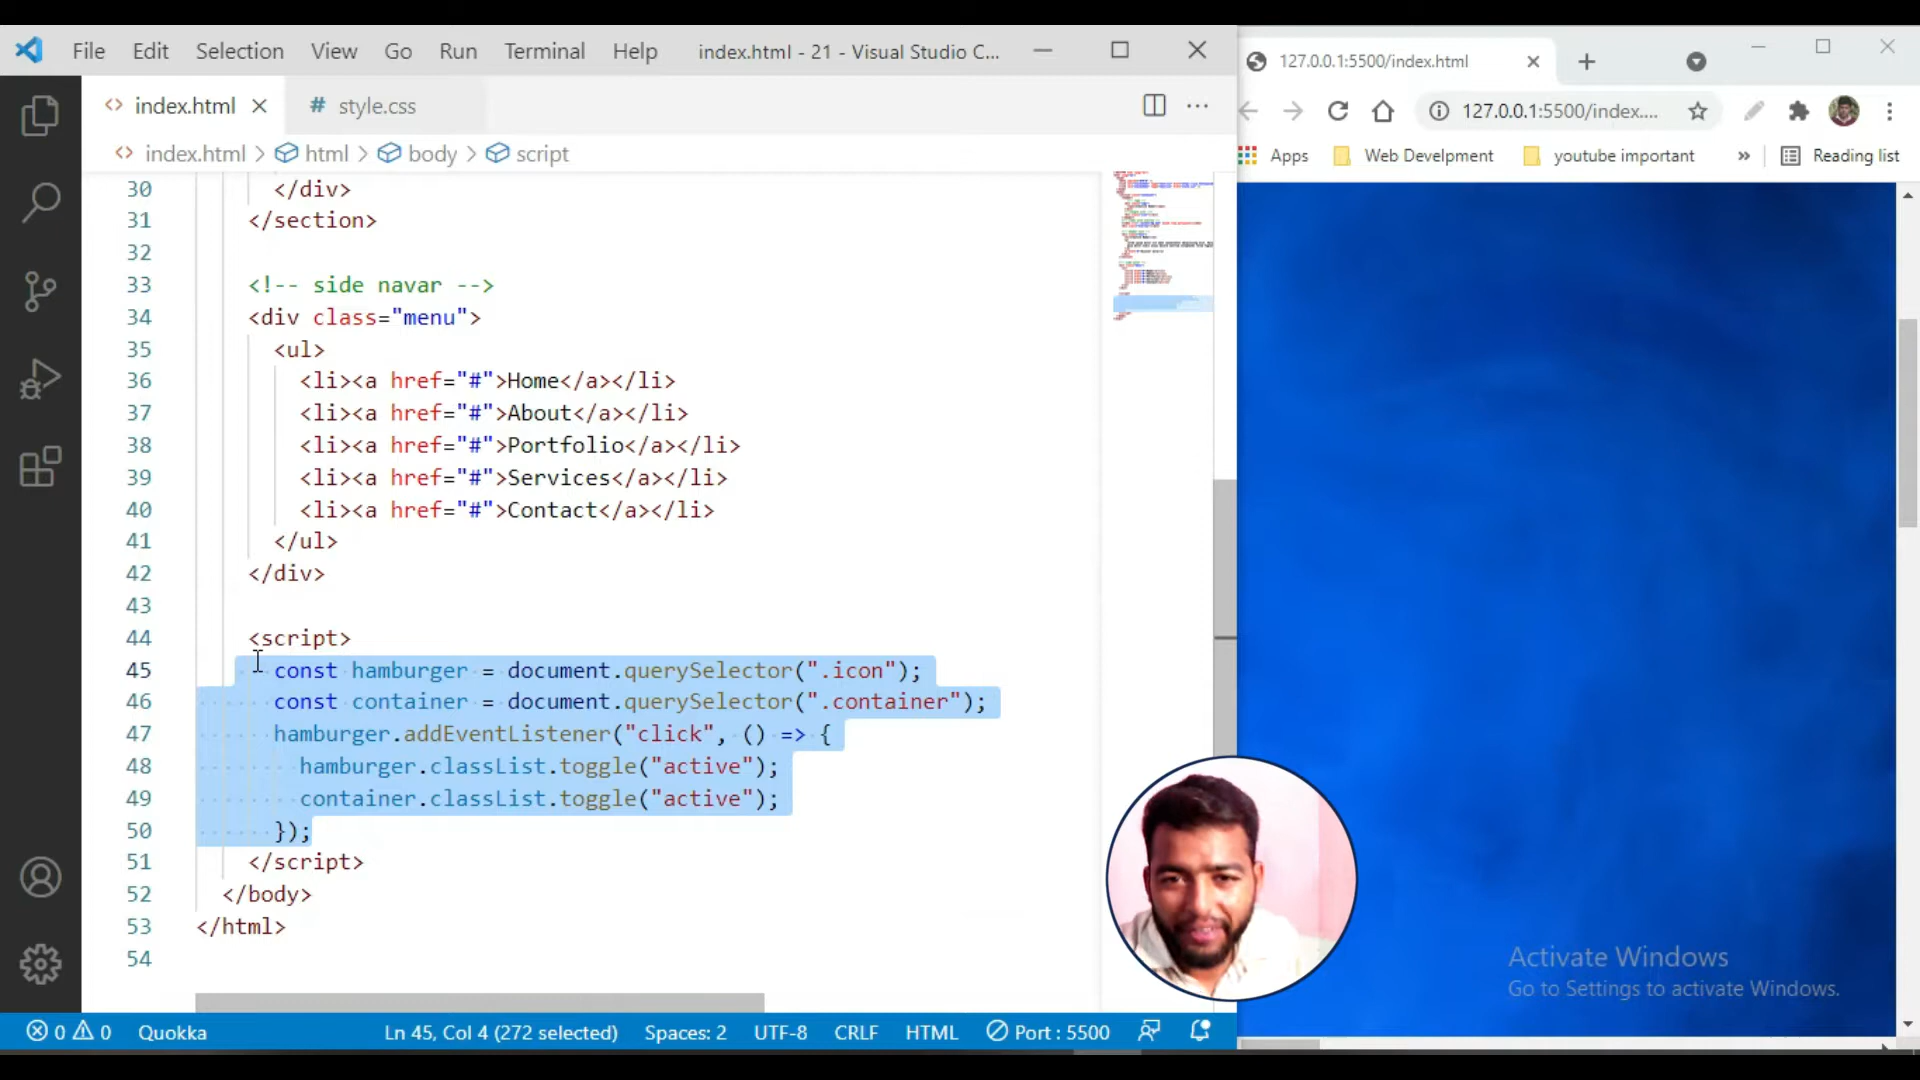 File Edit Selection View Go Run Terminal Help index.html - 21 - Visual Studio C...
index.html # style.css
index.html > html > body > script
30 </div>
31 </section>
32
33 <!-- side navar -->
34 <div class="menu">
35 <ul>
36 <li><a href="#">Home</a></li>
37 <li><a href="#">About</a></li>
38 <li><a href="#">Portfolio</a></li>
39 <li><a href="#">Services</a></li>
40 <li><a href="#">Contact</a></li>
41 </ul>
42 </div>
43
44 <script>
45 const hamburger = document.querySelector(".icon");
46 const container = document.querySelector(".container");
47 hamburger.addEventListener("click", () => {
48 hamburger.classList.toggle("active");
49 container.classList.toggle("active");
50 });
51 </script>
52 </body>
53 </html>
54
0 0 Quokka Ln 45, Col 4 (272 selected) Spaces: 2 UTF-8 CRLF HTML Port : 5500
127.0.0.1:5500/index.html
127.0.0.1:5500/index....
Apps Web Develpment youtube important » Reading list
Activate Windows
Go to Settings to activate Windows.